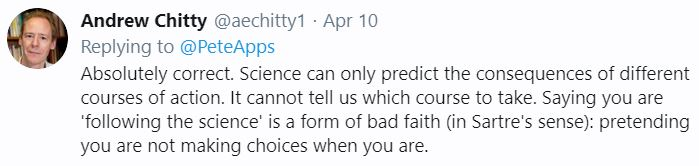 Andrew Chitty @aechitty1 · Apr 10
Replying to @PeteApps
Absolutely correct. Science can only predict the consequences of different
courses of action. It cannot tell us which course to take. Saying you are
'following the science' is a form of bad faith (in Sartre's sense): pretending
you are not making choices when you are.